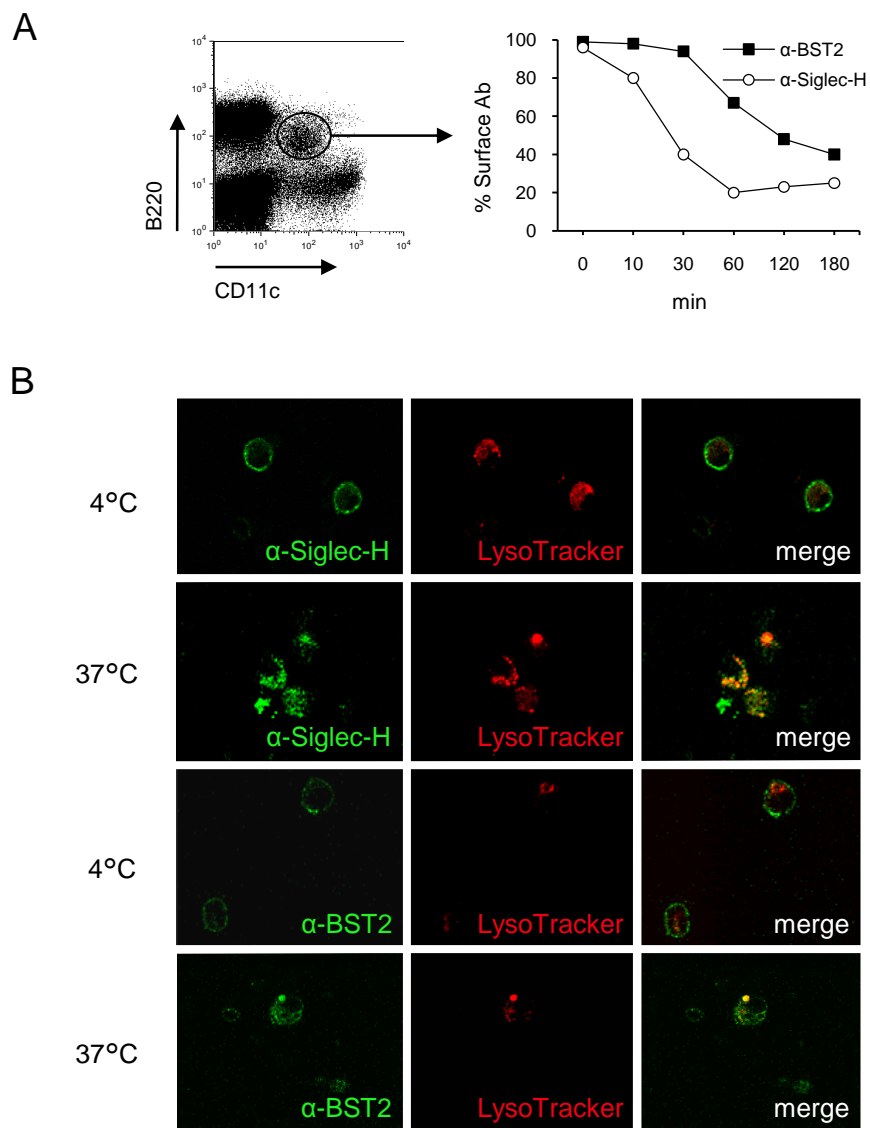 A
10⁴
10³
10²
10¹
10⁰
10⁰ 10¹ 10² 10³ 10⁴
B220
CD11c
100
80
60
40
20
0
% Surface Ab
α-BST2
α-Siglec-H
0 10 30 60 120 180
min
B
4°C
α-Siglec-H
LysoTracker
merge
37°C
α-Siglec-H
LysoTracker
merge
4°C
α-BST2
LysoTracker
merge
37°C
α-BST2
LysoTracker
merge